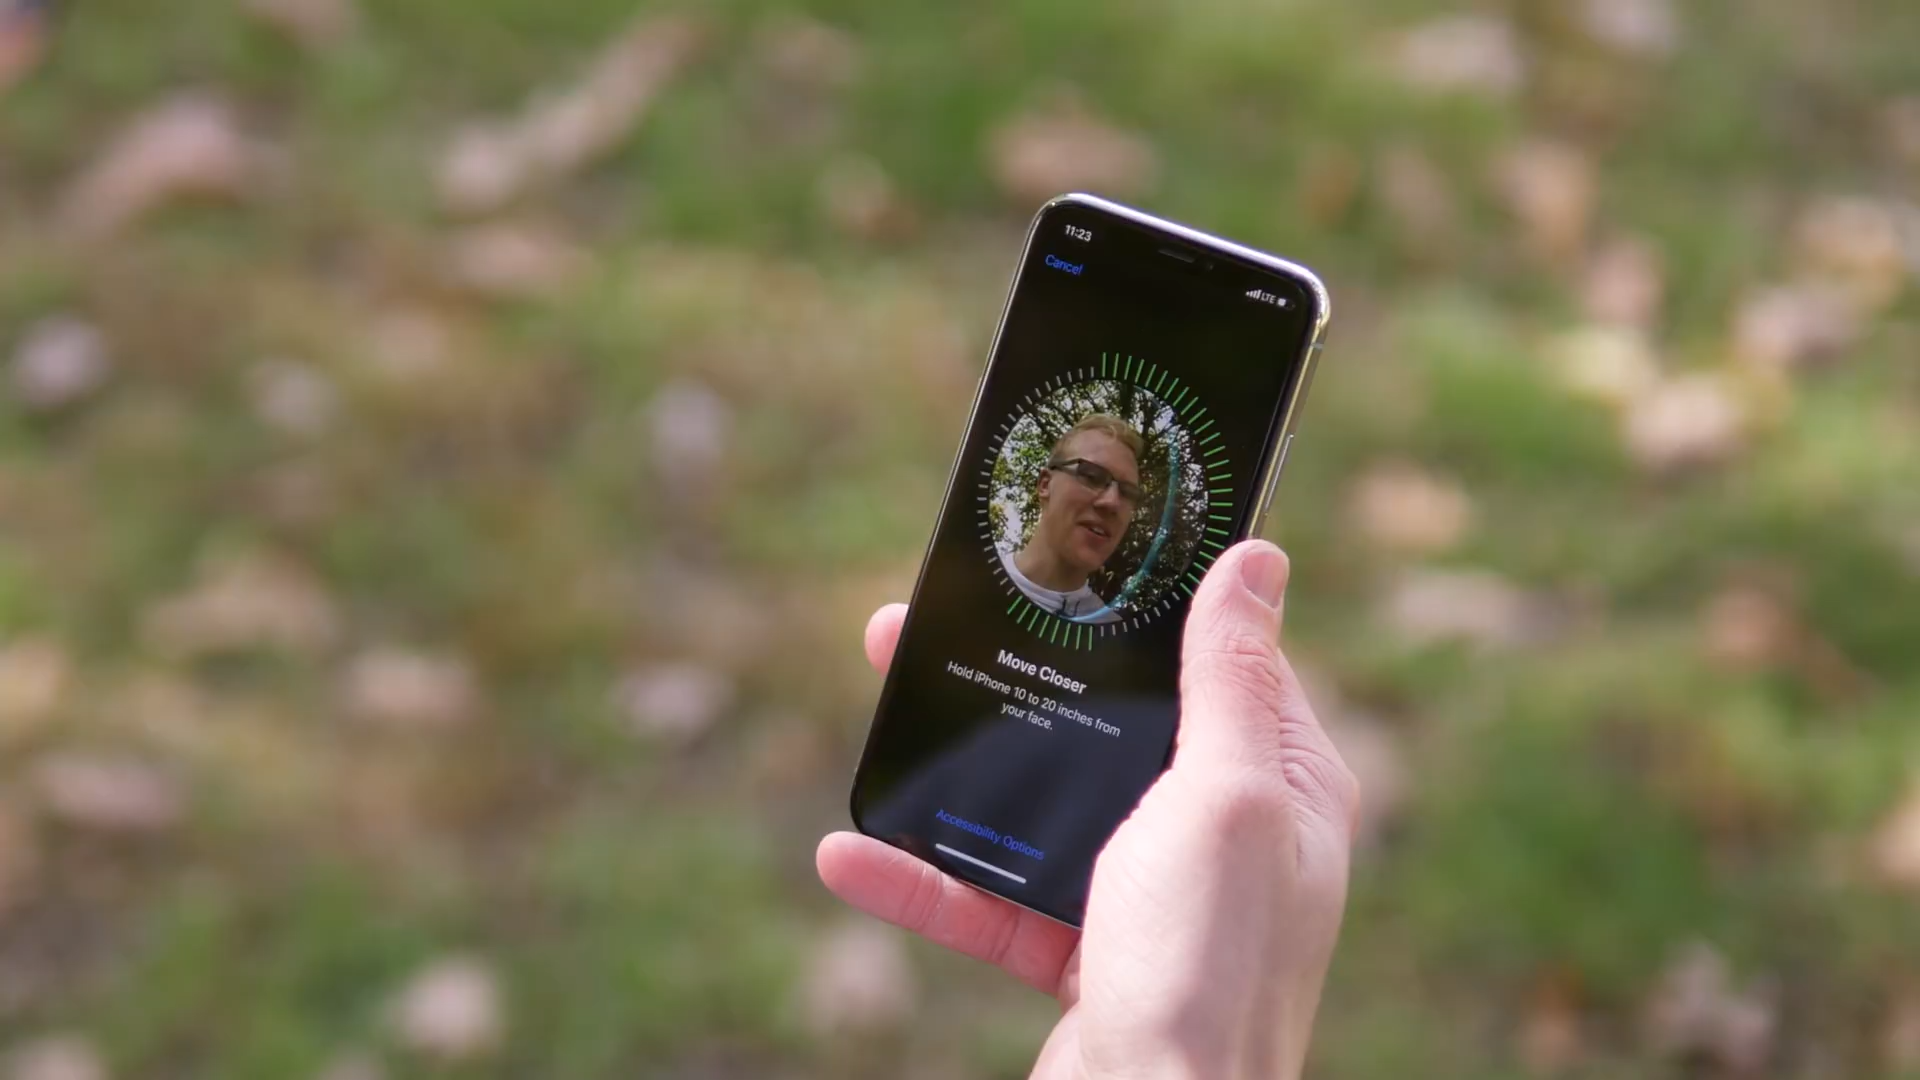 11:23
Cancel
LTE
Move Closer
Hold iPhone 10 to 20 inches from
your face.
Accessibility Options